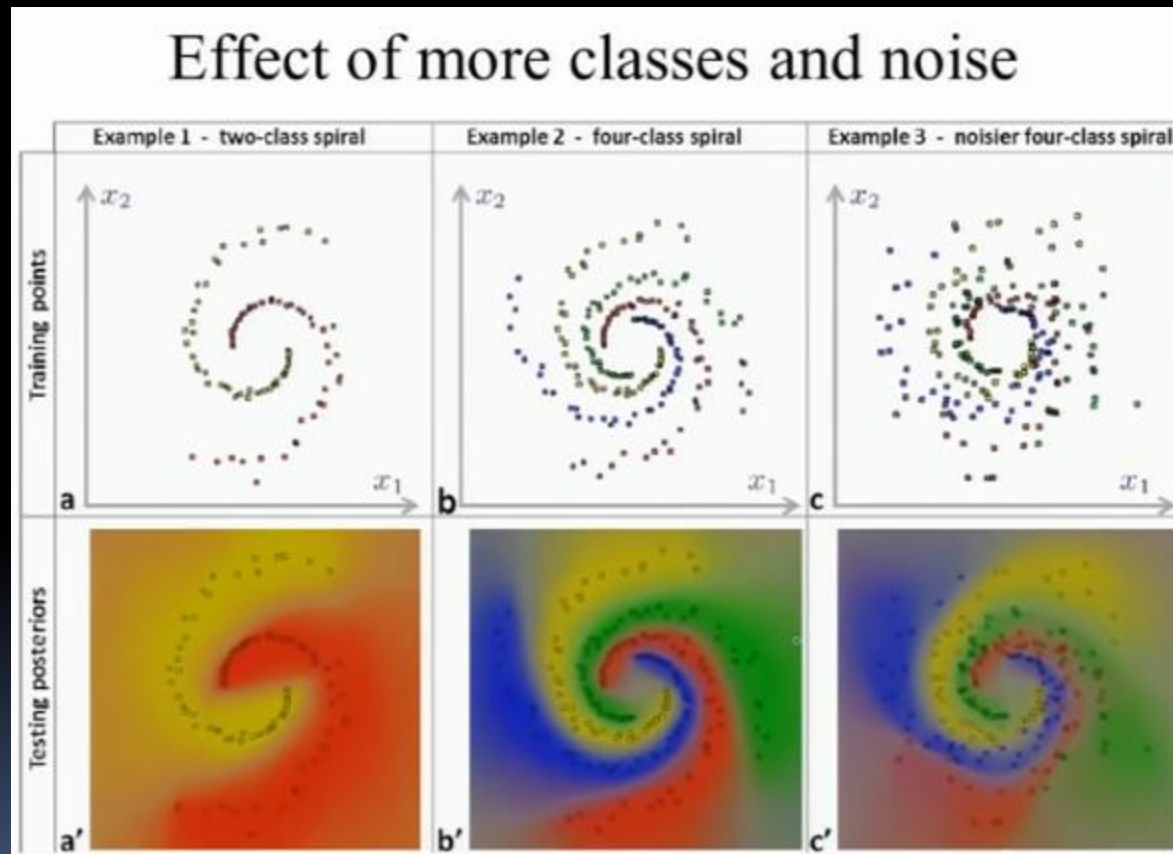 Effect of more classes and noise
Example 1 - two-class spiral
Example 2 - four-class spiral
Example 3 - noisier four-class spiral
Training points
x₂
x₁
a
x₂
x₁
b
x₂
x₁
c
Testing posteriors
a'
b'
c'